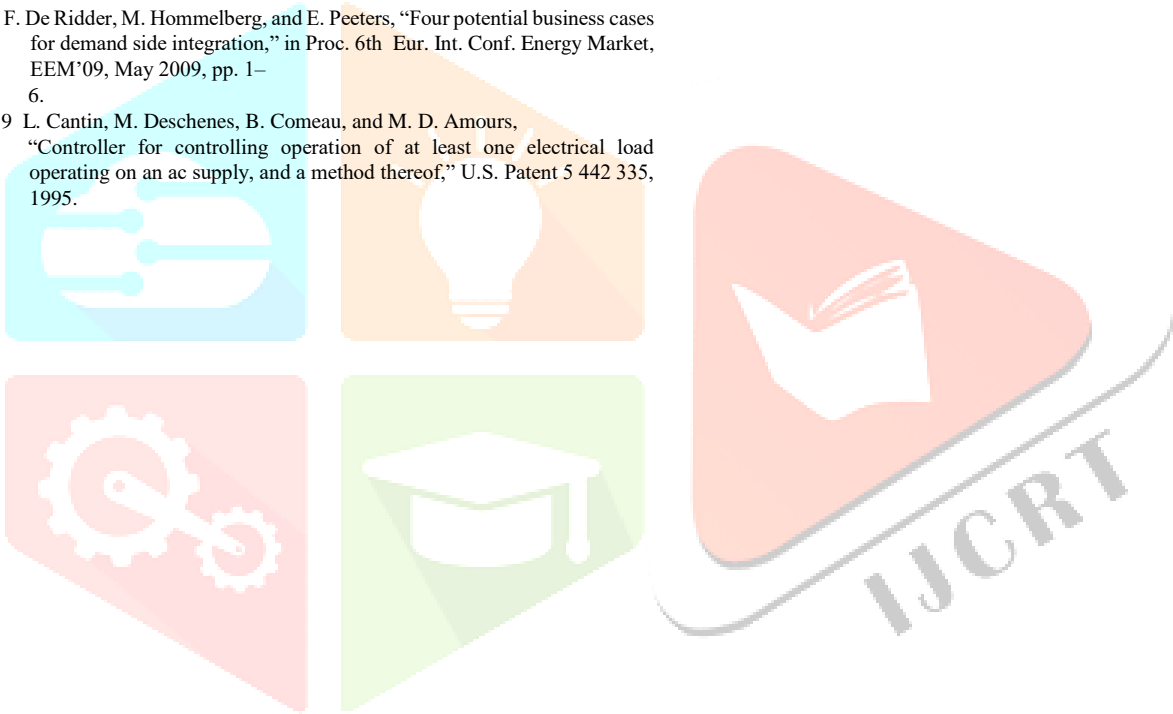 F. De Ridder, M. Hommelberg, and E. Peeters, “Four potential business cases
for demand side integration,” in Proc. 6th Eur. Int. Conf. Energy Market,
EEM’09, May 2009, pp. 1–
6.
9 L. Cantin, M. Deschenes, B. Comeau, and M. D. Amours,
“Controller for controlling operation of at least one electrical load
operating on an ac supply, and a method thereof,” U.S. Patent 5 442 335,
1995.
IJCRT